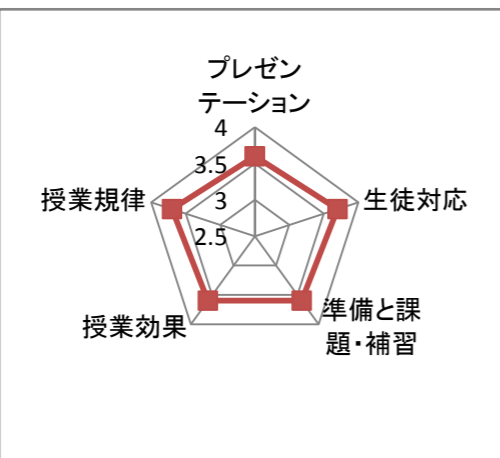 プレゼン
テーション
4
3.5
3
2.5
生徒対応
準備と課
題・補習
授業効果
授業規律